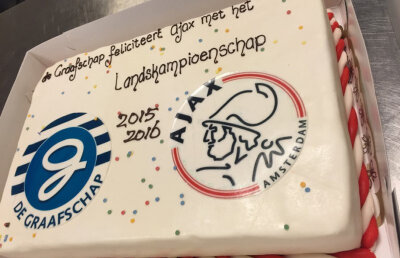 de Graafschap feliciteert Ajax met het
Landskampioenschap
2015
2016
AJAX
AMSTERDAM
DE GRAAFSCHAP